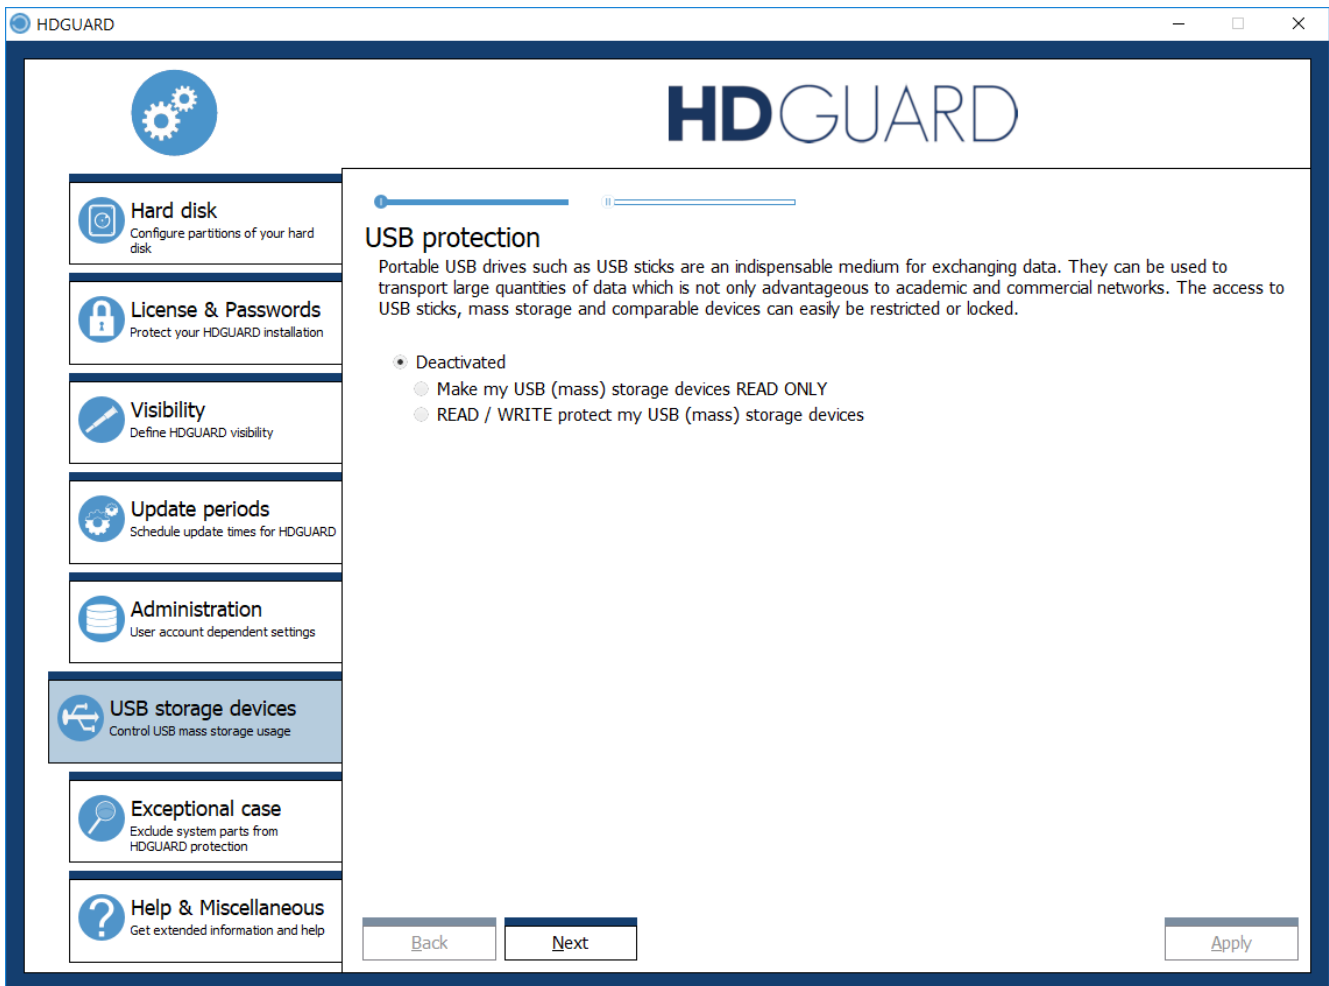 HDGUARD
HDGUARD
Hard disk
Configure partitions of your hard
disk
License & Passwords
Protect your HDGUARD installation
Visibility
Define HDGUARD visibility
Update periods
Schedule update times for HDGUARD
Administration
User account dependent settings
USB storage devices
Control USB mass storage usage
Exceptional case
Exclude system parts from
HDGUARD protection
Help & Miscellaneous
Get extended information and help
I II
USB protection
Portable USB drives such as USB sticks are an indispensable medium for exchanging data. They can be used to
transport large quantities of data which is not only advantageous to academic and commercial networks. The access to
USB sticks, mass storage and comparable devices can easily be restricted or locked.
Deactivated
Make my USB (mass) storage devices READ ONLY
READ / WRITE protect my USB (mass) storage devices
Back Next Apply